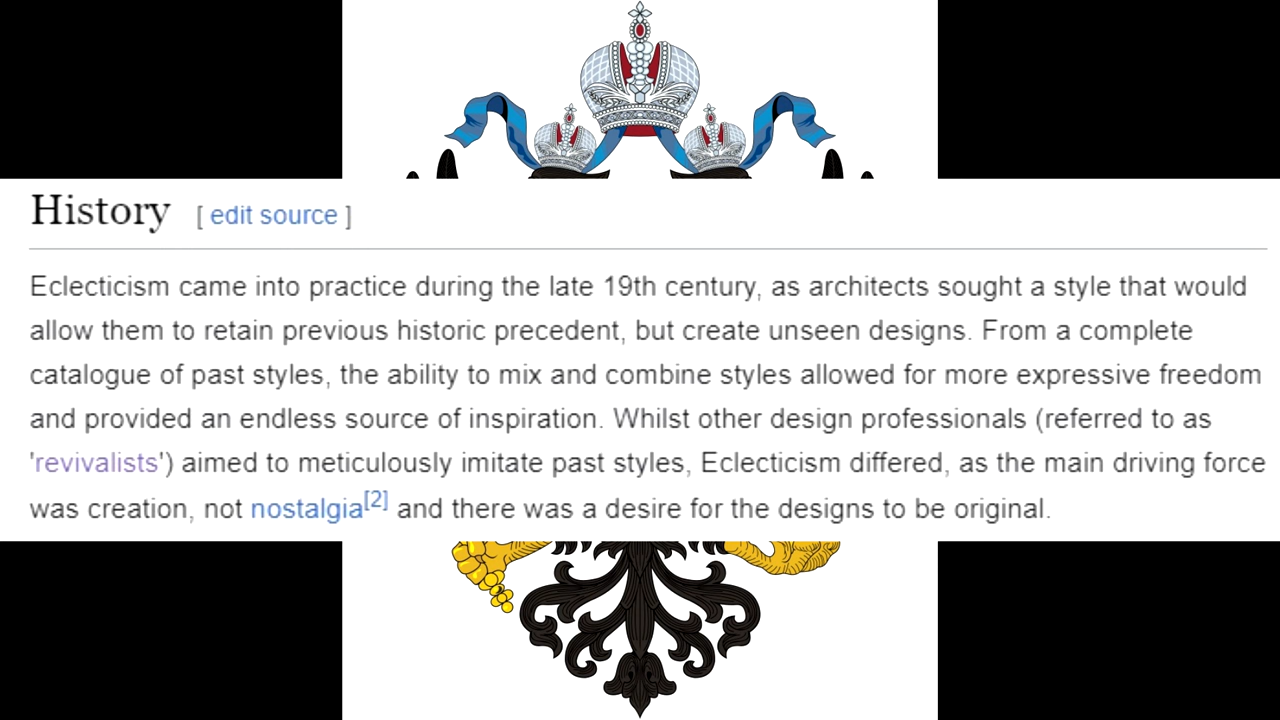 History [ edit source ]
Eclecticism came into practice during the late 19th century, as architects sought a style that would
allow them to retain previous historic precedent, but create unseen designs. From a complete
catalogue of past styles, the ability to mix and combine styles allowed for more expressive freedom
and provided an endless source of inspiration. Whilst other design professionals (referred to as
'revivalists') aimed to meticulously imitate past styles, Eclecticism differed, as the main driving force
was creation, not nostalgia[2] and there was a desire for the designs to be original.